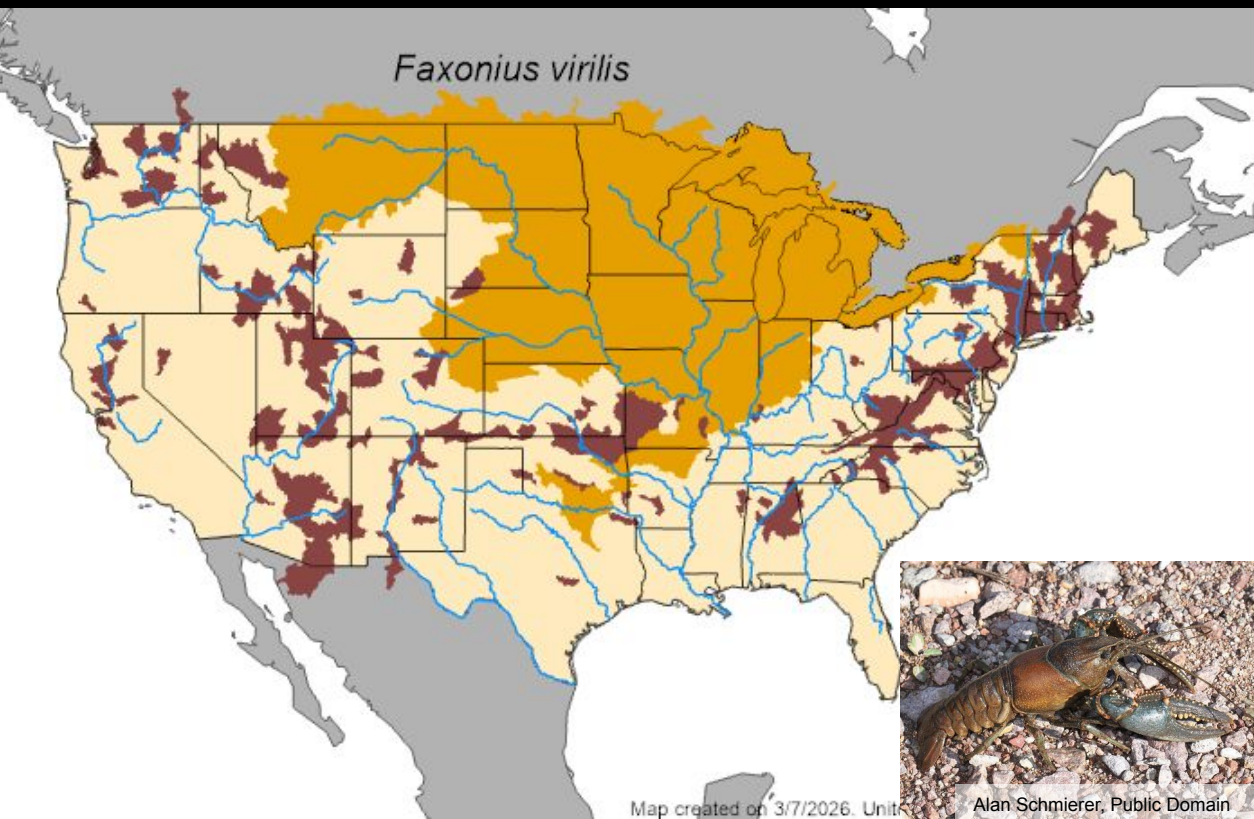 Faxonius virilis
Map created on 3/7/2026.
Alan Schmierer, Public Domain